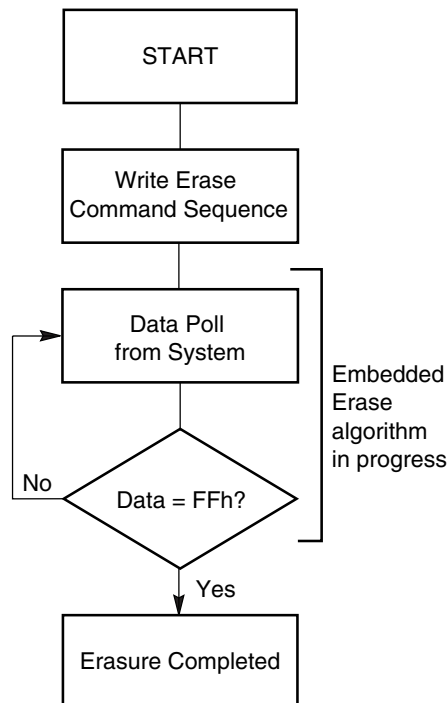 START
Write Erase
Command Sequence
Data Poll
from System
Embedded
Erase
algorithm
in progress
No
Data = FFh?
Yes
Erasure Completed